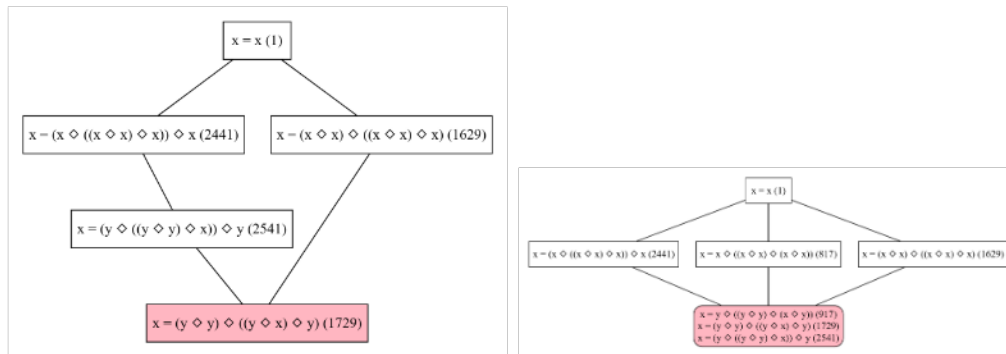 x = x (1)
x = (x ◇ ((x ◇ x) ◇ x)) ◇ x (2441)
x = (x ◇ x) ◇ ((x ◇ x) ◇ x) (1629)
x = (y ◇ ((y ◇ y) ◇ x)) ◇ y (2541)
x = (y ◇ y) ◇ ((y ◇ x) ◇ y) (1729)
x = x (1)
x = (x ◇ ((x ◇ x) ◇ x)) ◇ x (2441)
x = x ◇ ((x ◇ x) ◇ (x ◇ x)) (817)
x = (x ◇ x) ◇ ((x ◇ x) ◇ x) (1629)
x = y ◇ ((y ◇ y) ◇ (x ◇ y)) (917)
x = (y ◇ y) ◇ ((y ◇ x) ◇ y) (1729)
x = (y ◇ ((y ◇ y) ◇ x)) ◇ y (2541)